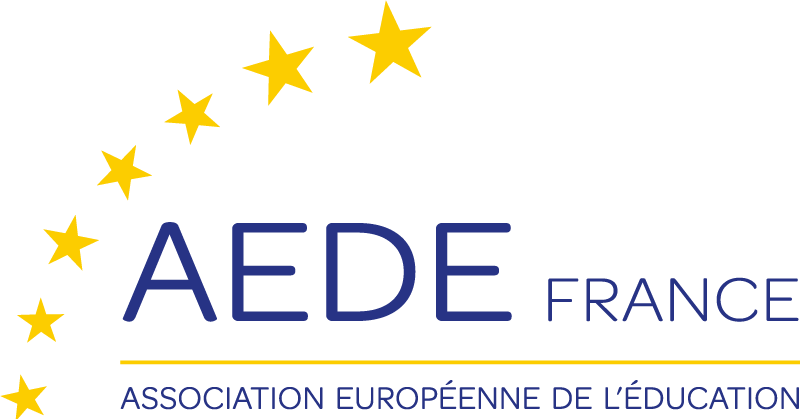 AEDE FRANCE
ASSOCIATION EUROPÉENNE DE L'ÉDUCATION